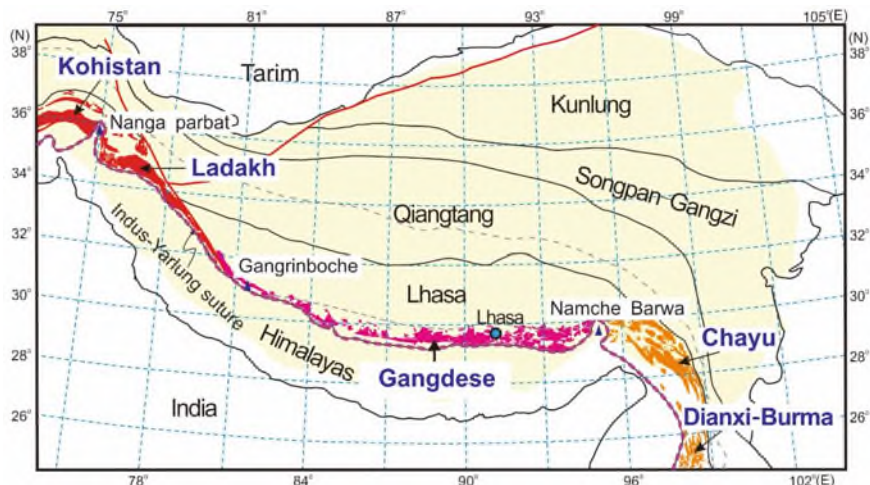 75° 81° 87° 89° 93° 95° 99° 105°(E)
(N) (N)
38° 38°
Kohistan
Tarim
36° 36°
Kunlung
Nanga parbat
Ladakh
34° 34°
Songpan Gangzi
Qiangtang
32° 32°
Indus-Yarlung suture
Gangrinboche
30° 30°
Lhasa
Lhasa
Namche Barwa
28° 28°
Himalayas
Chayu
Gangdese
India
Dianxi-Burma
26° 26°
78° 84° 90° 96° 102°(E)